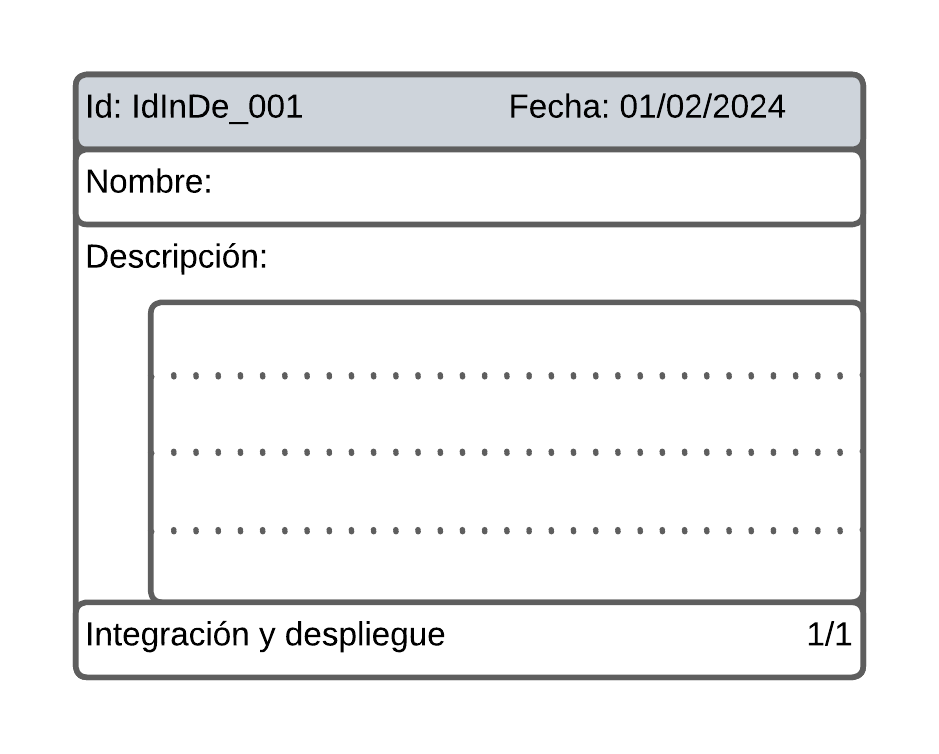 Id: IdInDe_001 Fecha: 01/02/2024
Nombre:
Descripción:
Integración y despliegue 1/1